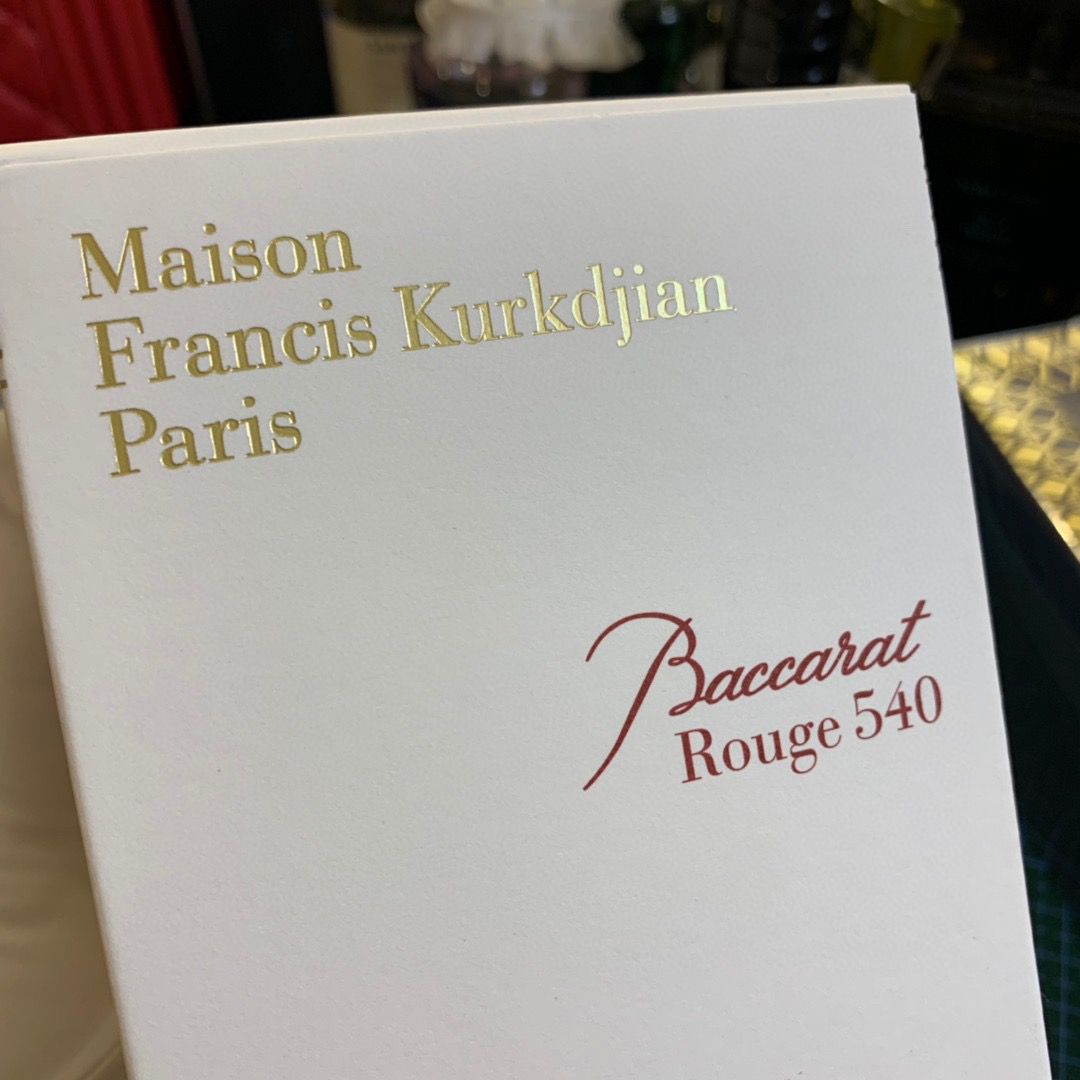 Maison
Francis Kurkdjian
Paris
Baccarat
Rouge 540